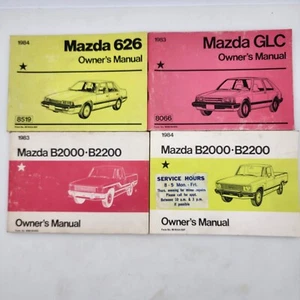 1984
Mazda 626
Owner's Manual
8519
1983
Mazda GLC
Owner's Manual
8066
1983
Mazda B2000·B2200
Owner's Manual
1984
Mazda B2000·B2200
SERVICE HOURS
8 - 5 Mon. - Fri.
Owner's Manual